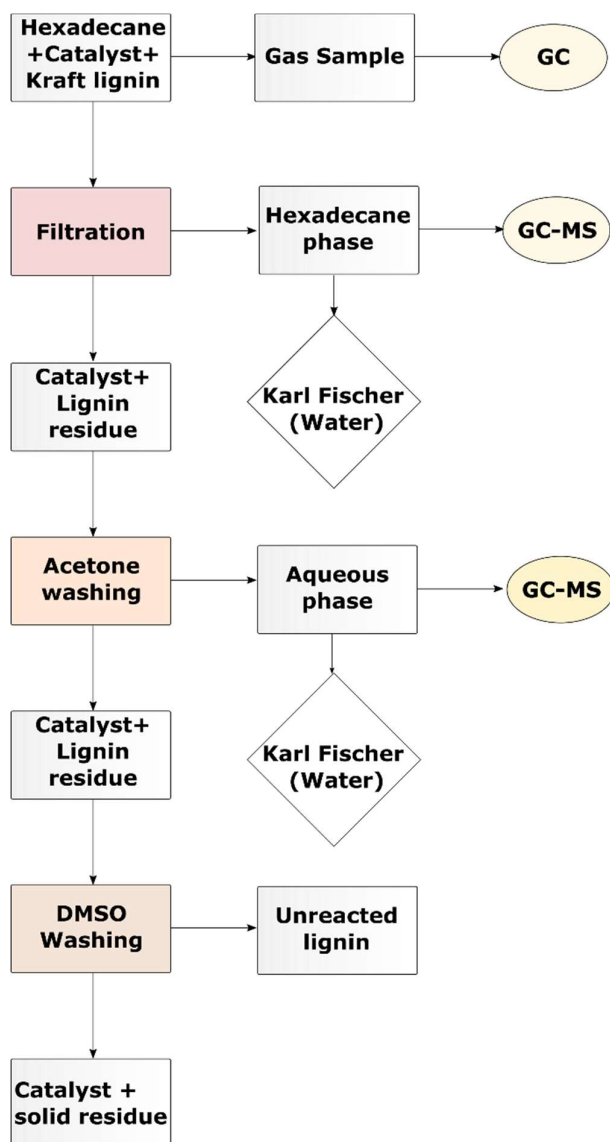 Hexadecane
+Catalyst+
Kraft lignin
Gas Sample
GC
Filtration
Hexadecane
phase
GC-MS
Catalyst+
Lignin
residue
Karl Fischer
(Water)
Acetone
washing
Aqueous
phase
GC-MS
Catalyst+
Lignin
residue
Karl Fischer
(Water)
DMSO
Washing
Unreacted
lignin
Catalyst +
solid residue